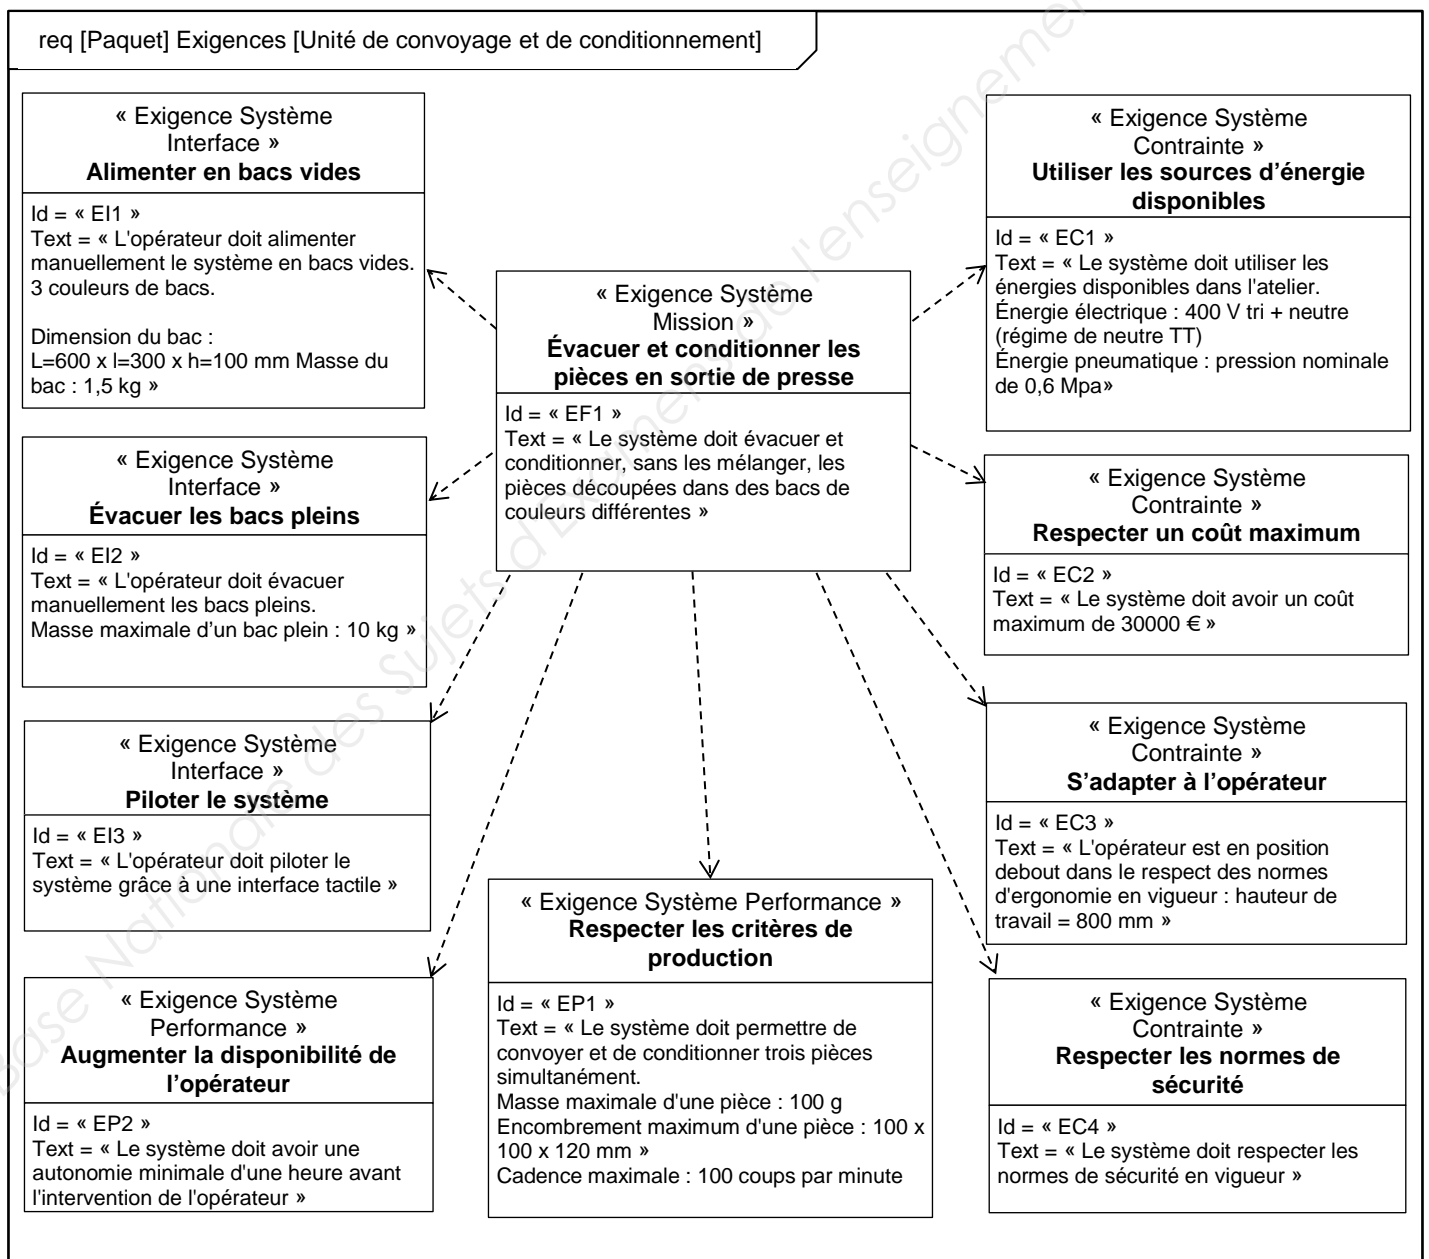 req [Paquet] Exigences [Unité de convoyage et de conditionnement]
« Exigence Système
Interface »
Alimenter en bacs vides
Id = « EI1 »
Text = « L'opérateur doit alimenter
manuellement le système en bacs vides.
3 couleurs de bacs.
Dimension du bac :
L=600 x l=300 x h=100 mm Masse du
bac : 1,5 kg »
« Exigence Système
Interface »
Évacuer les bacs pleins
Id = « EI2 »
Text = « L'opérateur doit évacuer
manuellement les bacs pleins.
Masse maximale d'un bac plein : 10 kg »
« Exigence Système
Interface »
Piloter le système
Id = « EI3 »
Text = « L'opérateur doit piloter le
système grâce à une interface tactile »
« Exigence Système
Performance »
Augmenter la disponibilité de
l'opérateur
Id = « EP2 »
Text = « Le système doit avoir une
autonomie minimale d'une heure avant
l'intervention de l'opérateur »
« Exigence Système
Mission »
Évacuer et conditionner les
pièces en sortie de presse
Id = « EF1 »
Text = « Le système doit évacuer et
conditionner, sans les mélanger, les
pièces découpées dans des bacs de
couleurs différentes »
« Exigence Système Performance »
Respecter les critères de
production
Id = « EP1 »
Text = « Le système doit permettre de
convoyer et de conditionner trois pièces
simultanément.
Masse maximale d'une pièce : 100 g
Encombrement maximum d'une pièce : 100 x
100 x 120 mm »
Cadence maximale : 100 coups par minute
« Exigence Système
Contrainte »
Utiliser les sources d'énergie
disponibles
Id = « EC1 »
Text = « Le système doit utiliser les
énergies disponibles dans l'atelier.
Énergie électrique : 400 V tri + neutre
(régime de neutre TT)
Énergie pneumatique : pression nominale
de 0,6 Mpa»
« Exigence Système
Contrainte »
Respecter un coût maximum
Id = « EC2 »
Text = « Le système doit avoir un coût
maximum de 30000 € »
« Exigence Système
Contrainte »
S'adapter à l'opérateur
Id = « EC3 »
Text = « L'opérateur est en position
debout dans le respect des normes
d'ergonomie en vigueur : hauteur de
travail = 800 mm »
« Exigence Système
Contrainte »
Respecter les normes de
sécurité
Id = « EC4 »
Text = « Le système doit respecter les
normes de sécurité en vigueur »
Base Nationale des Sujets d'Examens de l'enseignement